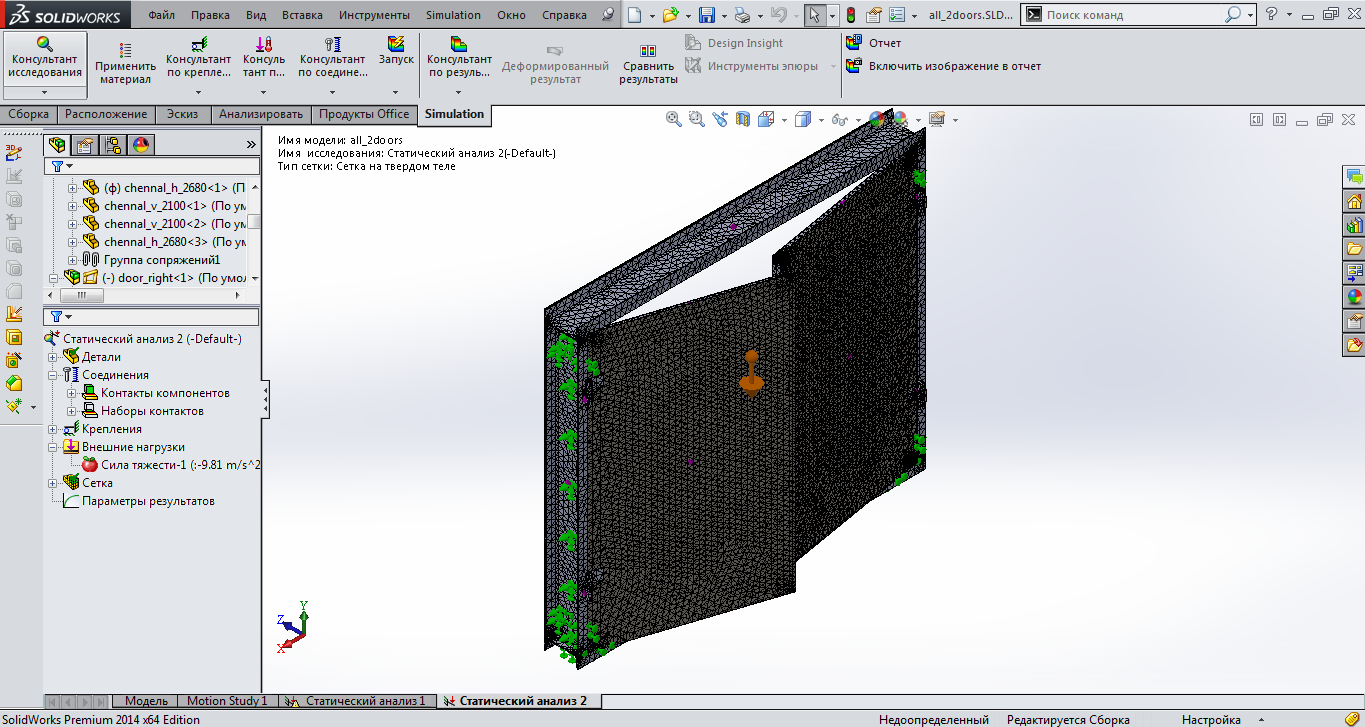 SOLIDWORKS Файл Правка Вид Вставка Инструменты Simulation Окно Справка all_2doors.SLD... Поиск команд
Консультант исследования
Применить материал
Консультант по крепле...
Консуль тант п...
Консультант по соедине...
Запуск
Консультант по резуль...
Деформированный результат
Сравнить результаты
Design Insight
Инструменты эпюры
Отчет
Включить изображение в отчет
Сборка Расположение Эскиз Анализировать Продукты Office Simulation
Имя модели: all_2doors
Имя исследования: Статический анализ 2(-Default-)
Тип сетки: Сетка на твердом теле
(ф) chennal_h_2680<1> (П
chennal_v_2100<1> (По ум
chennal_v_2100<2> (По ум
chennal_h_2680<3> (По ум
Группа сопряжений1
(-) door_right<1> (По умол
Статический анализ 2 (-Default-)
Детали
Соединения
Контакты компонентов
Наборы контактов
Крепления
Внешние нагрузки
Сила тяжести-1 (:-9.81 m/s^2
Сетка
Параметры результатов
Y
Z
X
Модель Motion Study 1 Статический анализ 1 Статический анализ 2
SolidWorks Premium 2014 x64 Edition Недоопределенный Редактируется Сборка Настройка